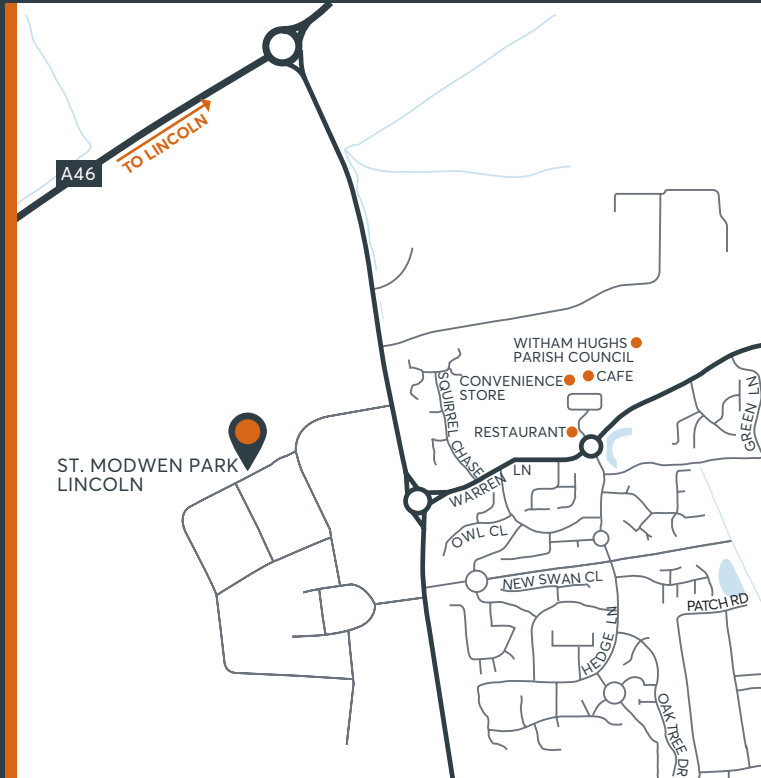 A46
TO LINCOLN
WITHAM HUGHS
PARISH COUNCIL
CONVENIENCE
STORE
CAFE
RESTAURANT
SQUIRREL CHASE
GREEN LN
ST. MODWEN PARK
LINCOLN
WARREN LN
OWL CL
NEW SWAN CL
PATCH RD
HEDGE LN
OAK TREE DR